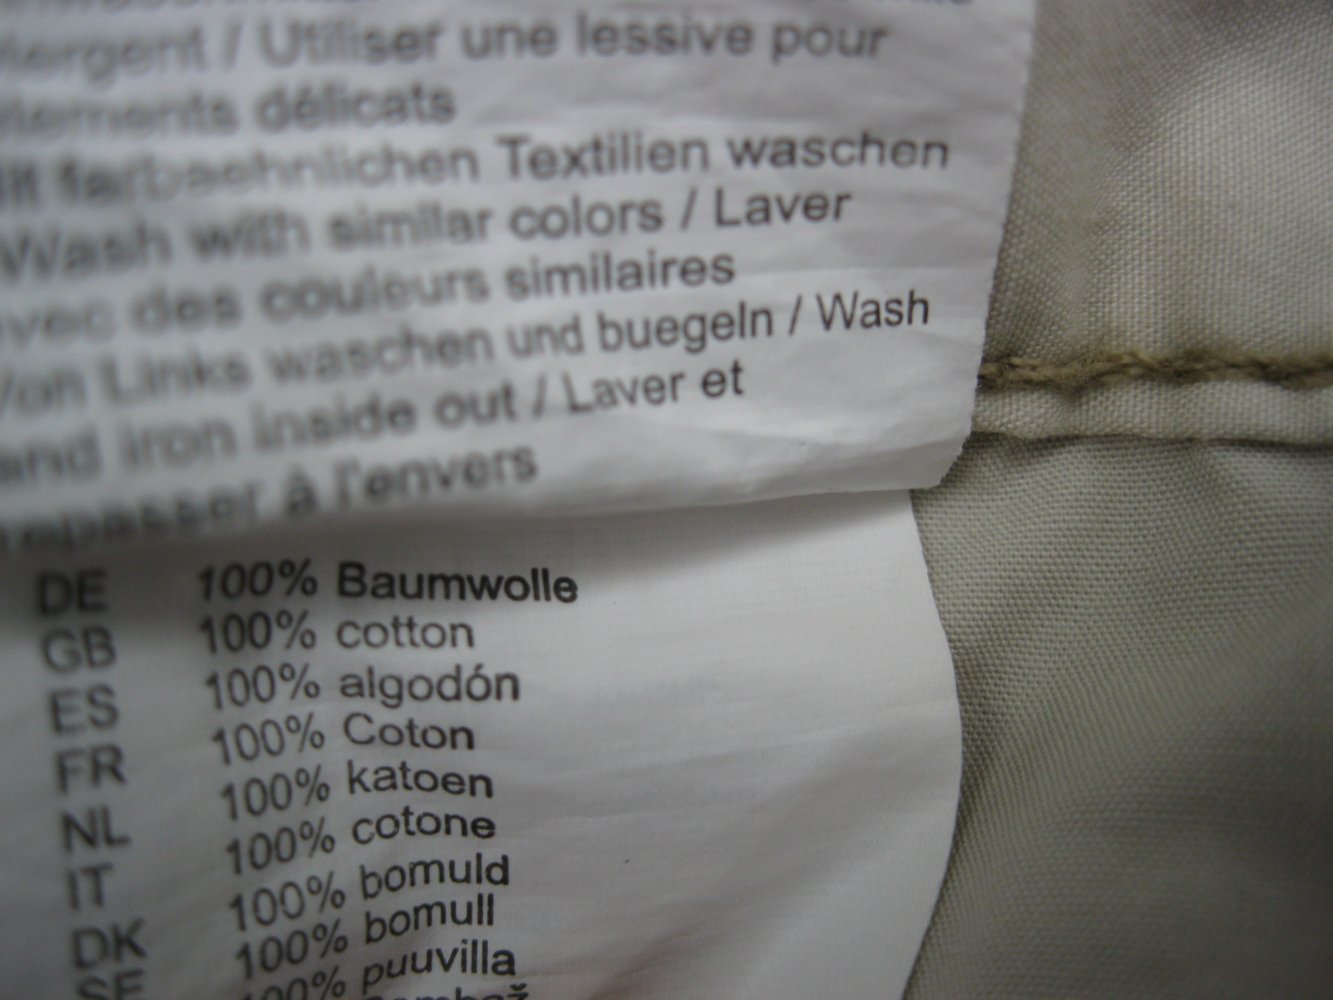 / Utiliser une lessive pour
délicats
farbaehnlichen Textilien waschen
Wash with similar colors / Laver
avec des couleurs similaires
Von Links waschen und buegeln / Wash
and iron inside out / Laver et
repasser à l'envers
DE 100% Baumwolle
GB 100% cotton
ES 100% algodón
FR 100% Coton
NL 100% katoen
IT 100% cotone
DK 100% bomuld
SE 100% bomull
100% puuvilla